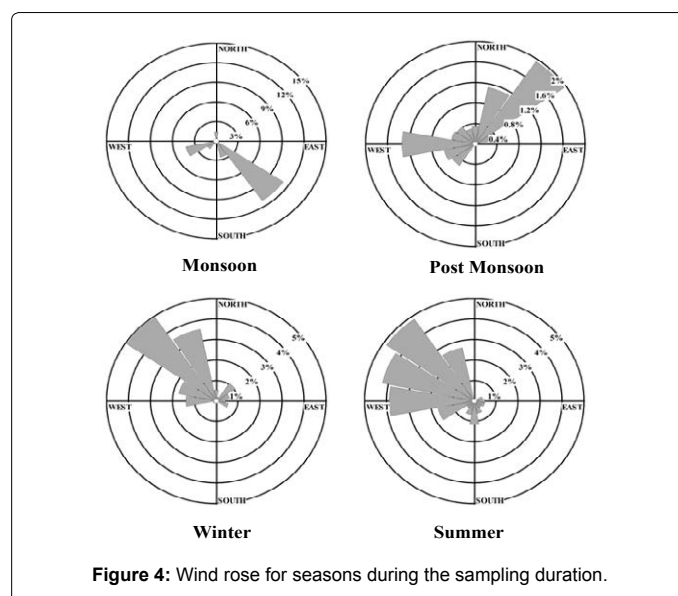 NORTH
15%
12%
9%
6%
3%
WEST
EAST
SOUTH
Monsoon
NORTH
2%
1.6%
1.2%
0.8%
0.4%
WEST
EAST
SOUTH
Post Monsoon
NORTH
5%
4%
3%
2%
1%
WEST
EAST
SOUTH
Winter
NORTH
5%
4%
3%
2%
1%
WEST
EAST
SOUTH
Summer
Figure 4: Wind rose for seasons during the sampling duration.